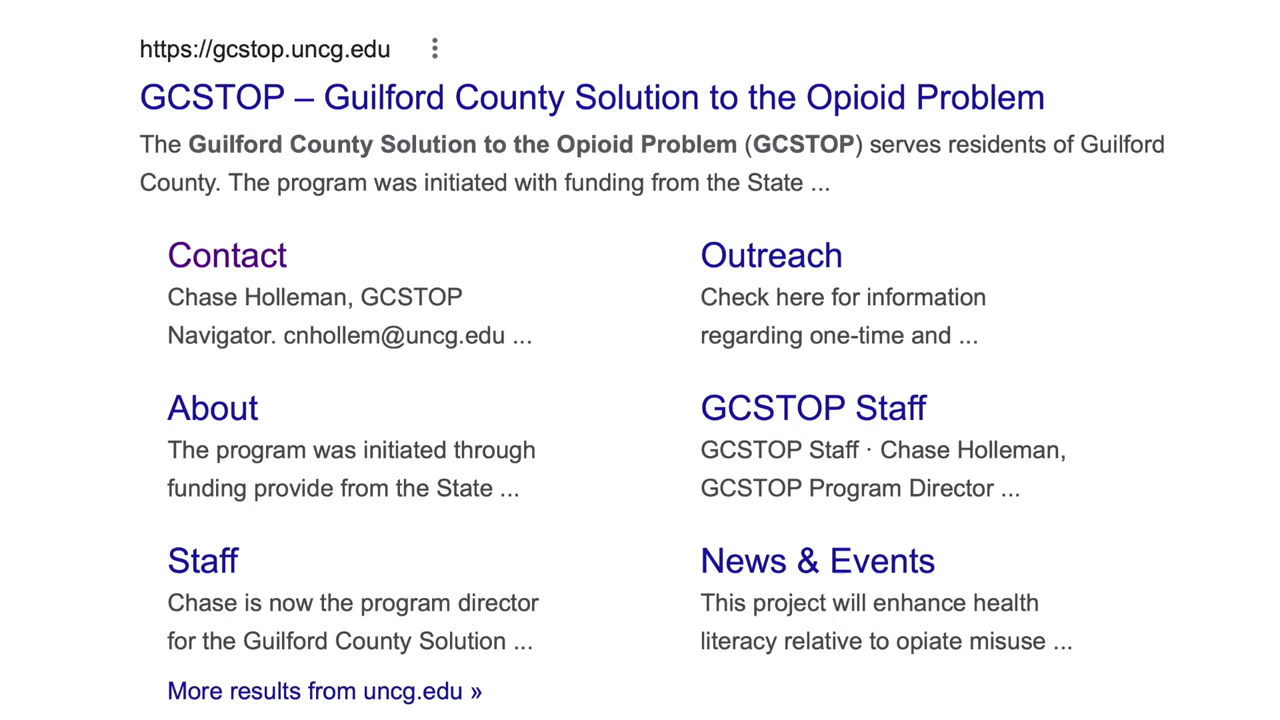 https://gcstop.uncg.edu
GCSTOP – Guilford County Solution to the Opioid Problem
The Guilford County Solution to the Opioid Problem (GCSTOP) serves residents of Guilford
County. The program was initiated with funding from the State ...
Contact
Chase Holleman, GCSTOP
Navigator. cnhollem@uncg.edu ...
Outreach
Check here for information
regarding one-time and ...
About
The program was initiated through
funding provide from the State ...
GCSTOP Staff
GCSTOP Staff · Chase Holleman,
GCSTOP Program Director ...
Staff
Chase is now the program director
for the Guilford County Solution ...
News & Events
This project will enhance health
literacy relative to opiate misuse ...
More results from uncg.edu »